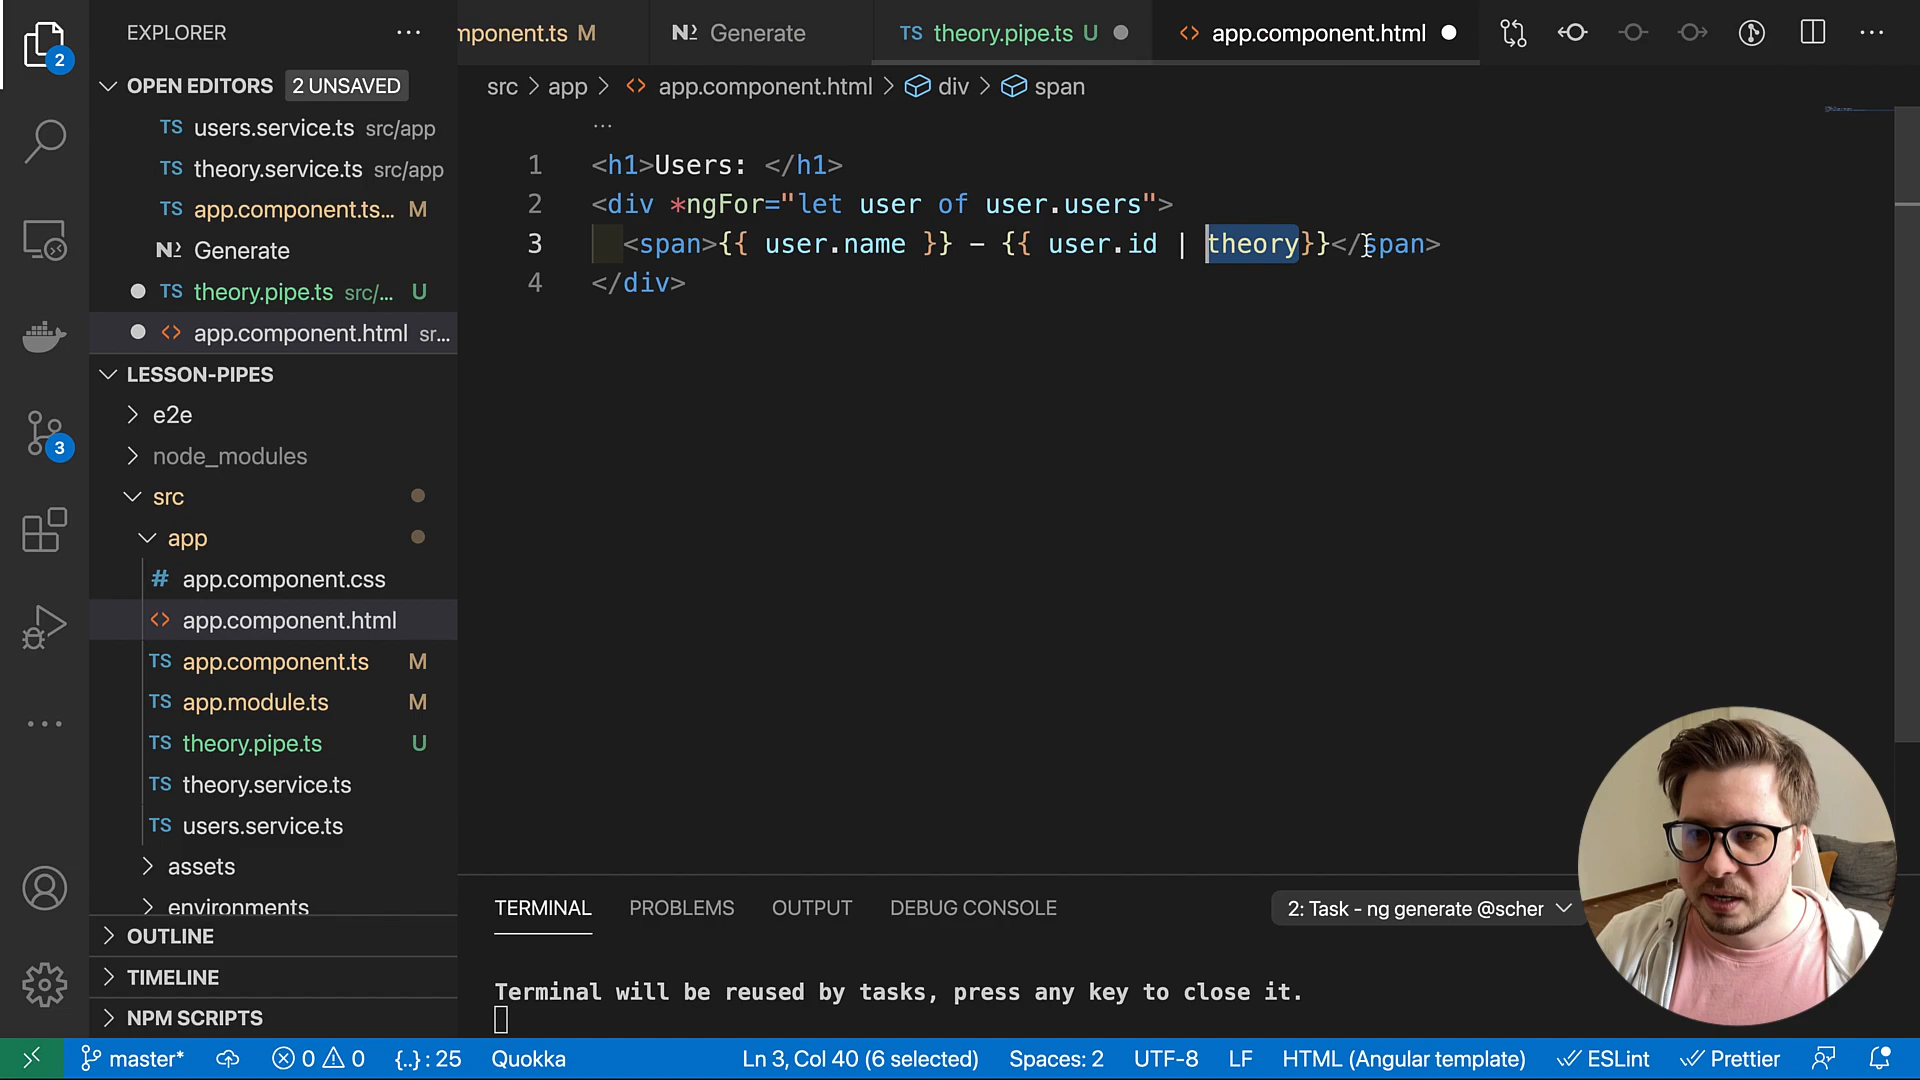 EXPLORER
OPEN EDITORS 2 UNSAVED
TS users.service.ts src/app
TS theory.service.ts src/app
TS app.component.ts... M
Generate
TS theory.pipe.ts src/... U
<> app.component.html sr...
LESSON-PIPES
e2e
node_modules
src
app
# app.component.css
<> app.component.html
TS app.component.ts M
TS app.module.ts M
TS theory.pipe.ts U
TS theory.service.ts
TS users.service.ts
assets
environments
OUTLINE
TIMELINE
NPM SCRIPTS
2
3
mponent.ts M
Generate
TS theory.pipe.ts U
<> app.component.html
src > app > <> app.component.html > div > span
...
1 <h1>Users: </h1>
2 <div *ngFor="let user of user.users">
3 <span>{{ user.name }} - {{ user.id | theory}}</span>
4 </div>
TERMINAL PROBLEMS OUTPUT DEBUG CONSOLE 2: Task - ng generate @scher
Terminal will be reused by tasks, press any key to close it.
master* 0 0 {..} : 25 Quokka Ln 3, Col 40 (6 selected) Spaces: 2 UTF-8 LF HTML (Angular template) ESLint Prettier